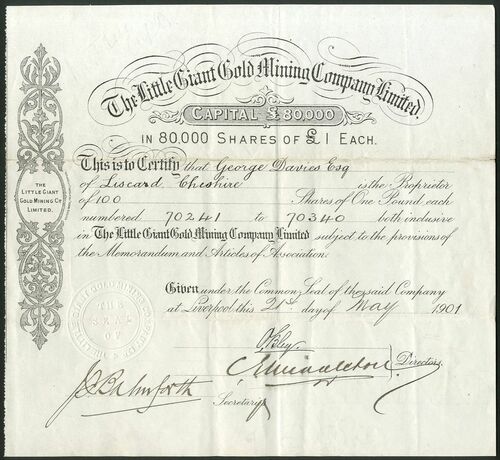 The Little Giant Gold Mining Company Limited.
CAPITAL £ 80,000
IN 80,000 SHARES OF £1 EACH.
This is to Certify that George Davies Esq
of Liscard Cheshire is the Proprietor
of 100 Shares of One Pound each
numbered 70241 to 70340 both inclusive
in The Little Giant Gold Mining Company Limited subject to the provisions of
the Memorandum and Articles of Association.
THE
LITTLE GIANT
GOLD MINING Co
LIMITED.
Given under the Common Seal of the said Company
at Liverpool this day of May 1901
THE
SEAL
OF
Directors.
Secretary